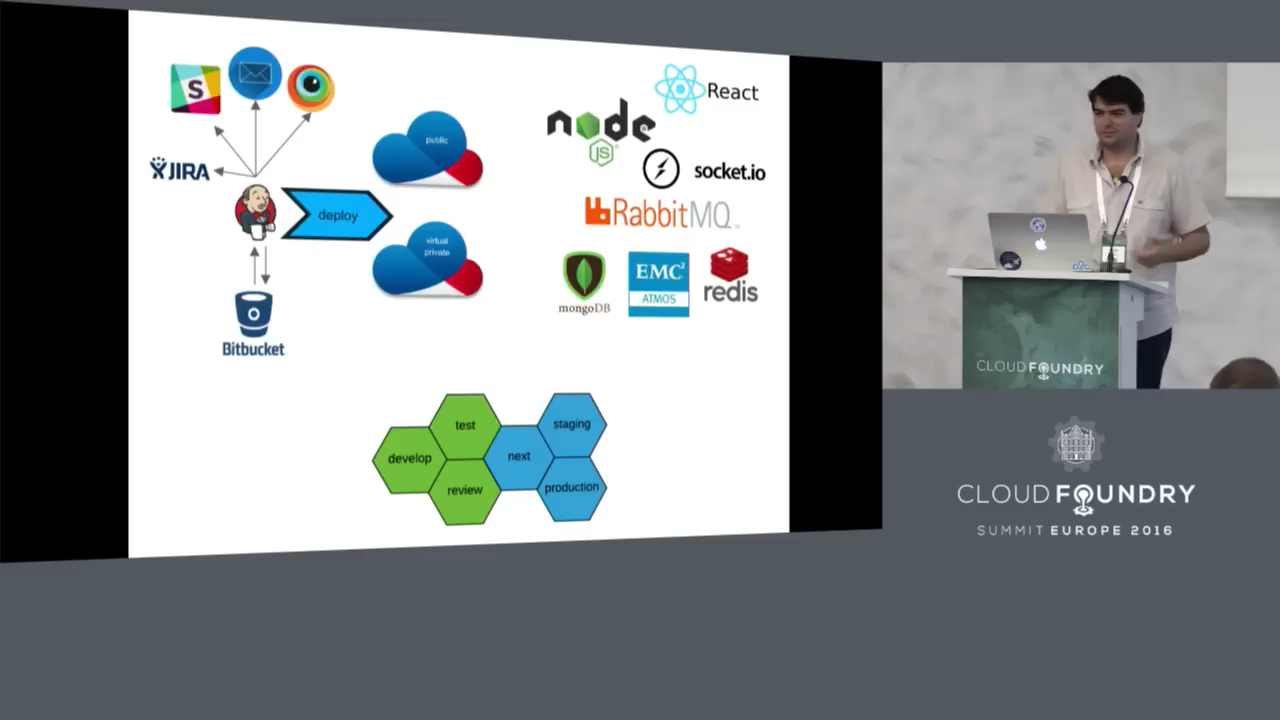 S
JIRA
deploy
Bitbucket
public
virtual
private
React
node
JS
socket.io
RabbitMQ
mongoDB
EMC²
ATMOS
redis
develop
test
review
next
staging
production
CLOUD FOUNDRY
CLOUD FOUNDRY
SUMMIT EUROPE 2016